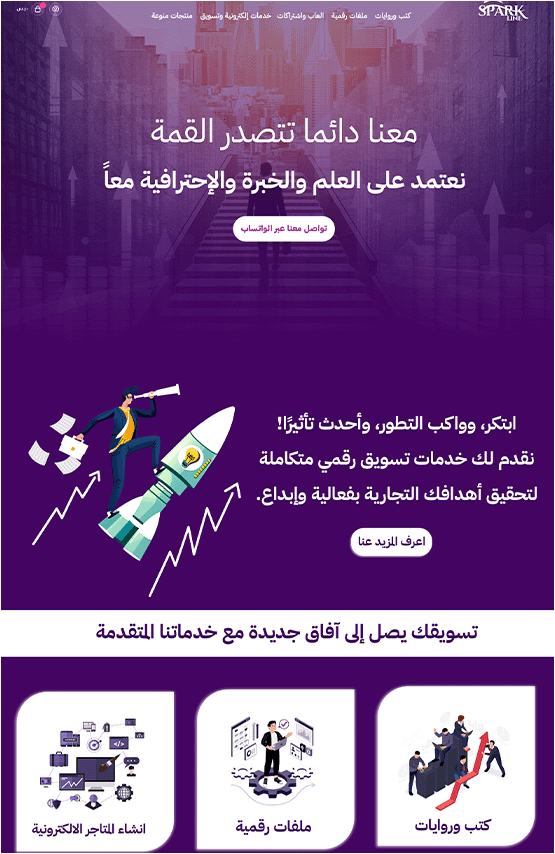 SPARK
LINE
كتب وروايات
ملفات رقمية
العاب واشتراكات
خدمات إلكترونية وتسويق
منتجات منوعة
معنا دائما تتصدر القمة
نعتمد على العلم والخبرة والإحترافية معاً
تواصل معنا عبر الواتساب
ابتكر، وواكب التطور، وأحدث تأثيرًا!
نقدم لك خدمات تسويق رقمي متكاملة
لتحقيق أهدافك التجارية بفعالية وإبداع.
اعرف المزيد عنا
تسويقك يصل إلى آفاق جديدة مع خدماتنا المتقدمة
كتب وروايات
ملفات رقمية
انشاء المتاجر الالكترونية